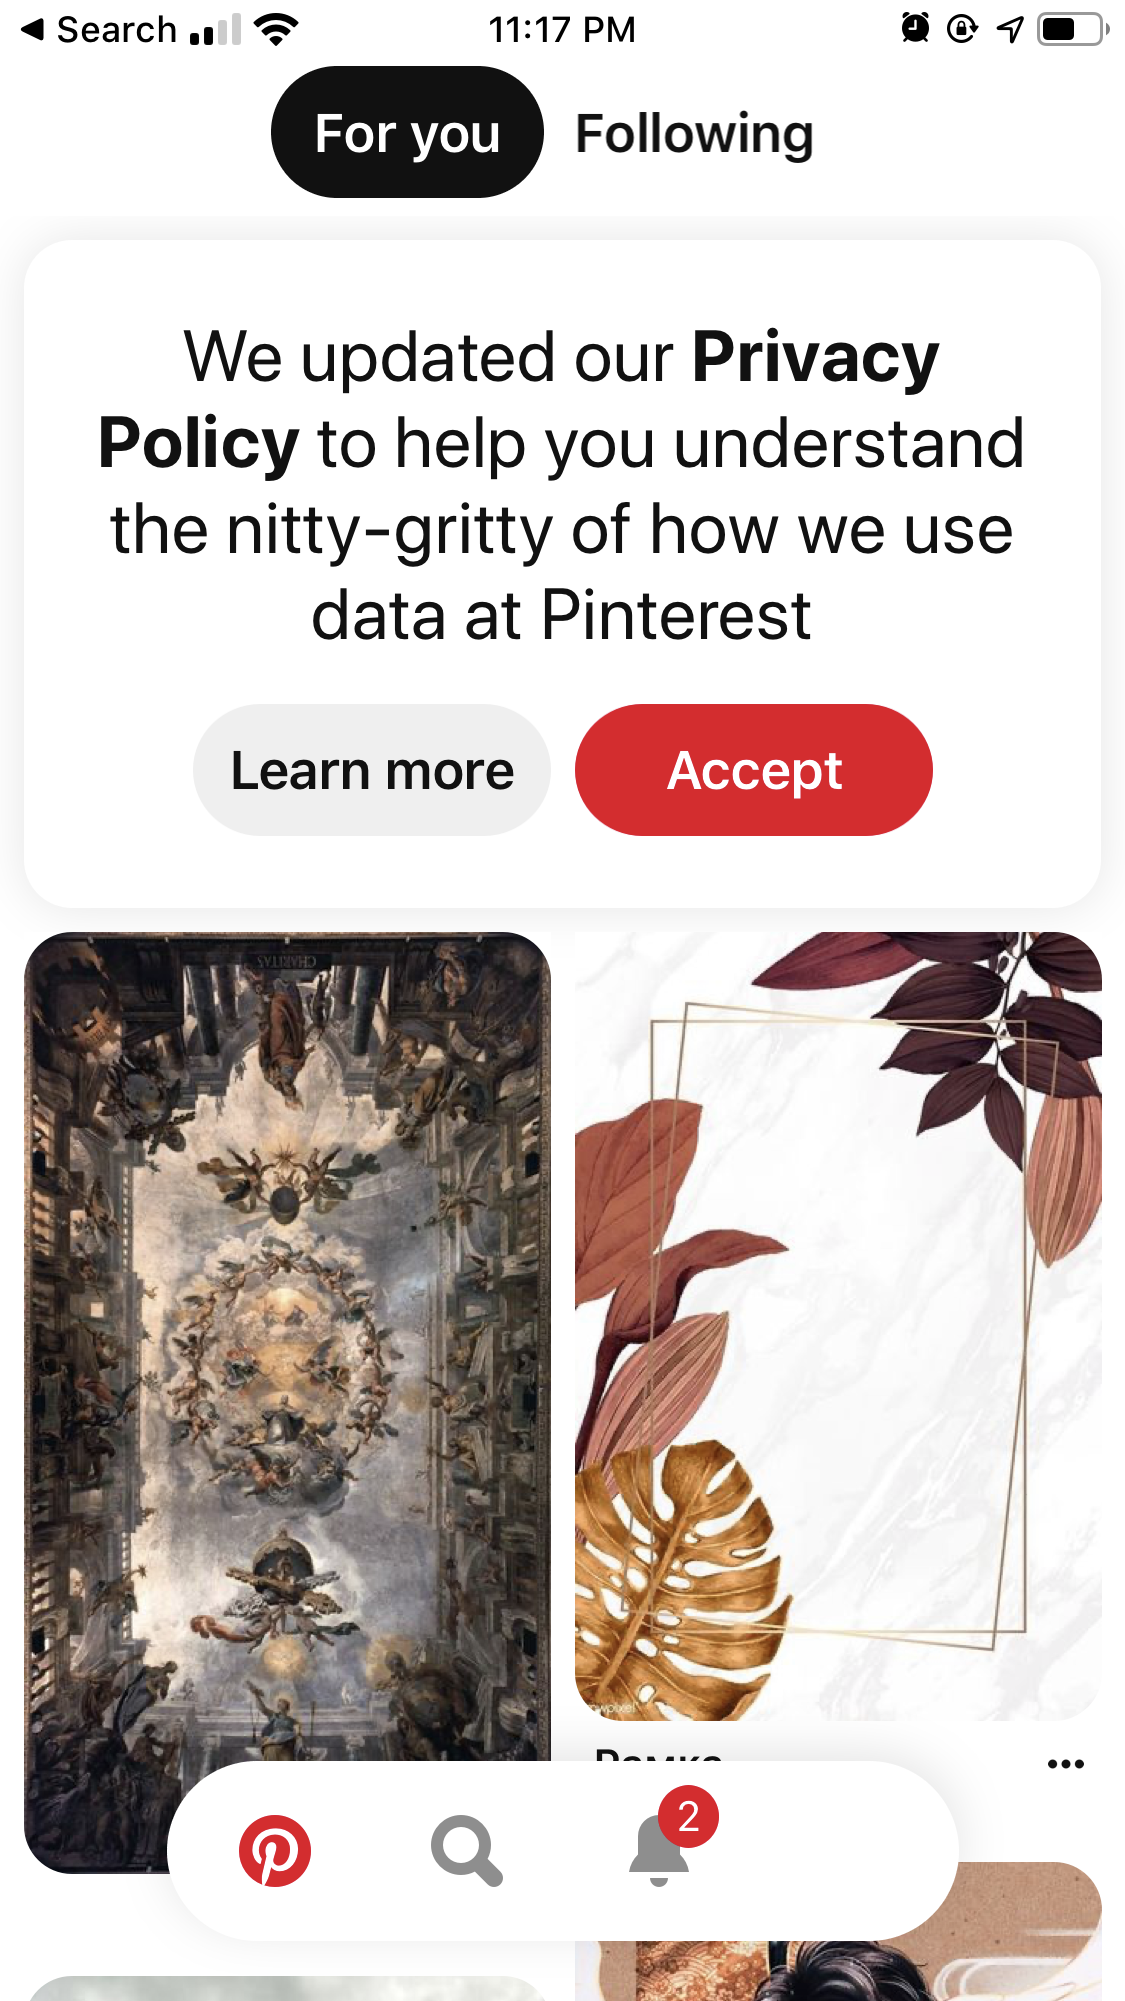 Search
11:17 PM
For you
Following
We updated our Privacy
Policy to help you understand
the nitty-gritty of how we use
data at Pinterest
Learn more
Accept
CHARITAS
2